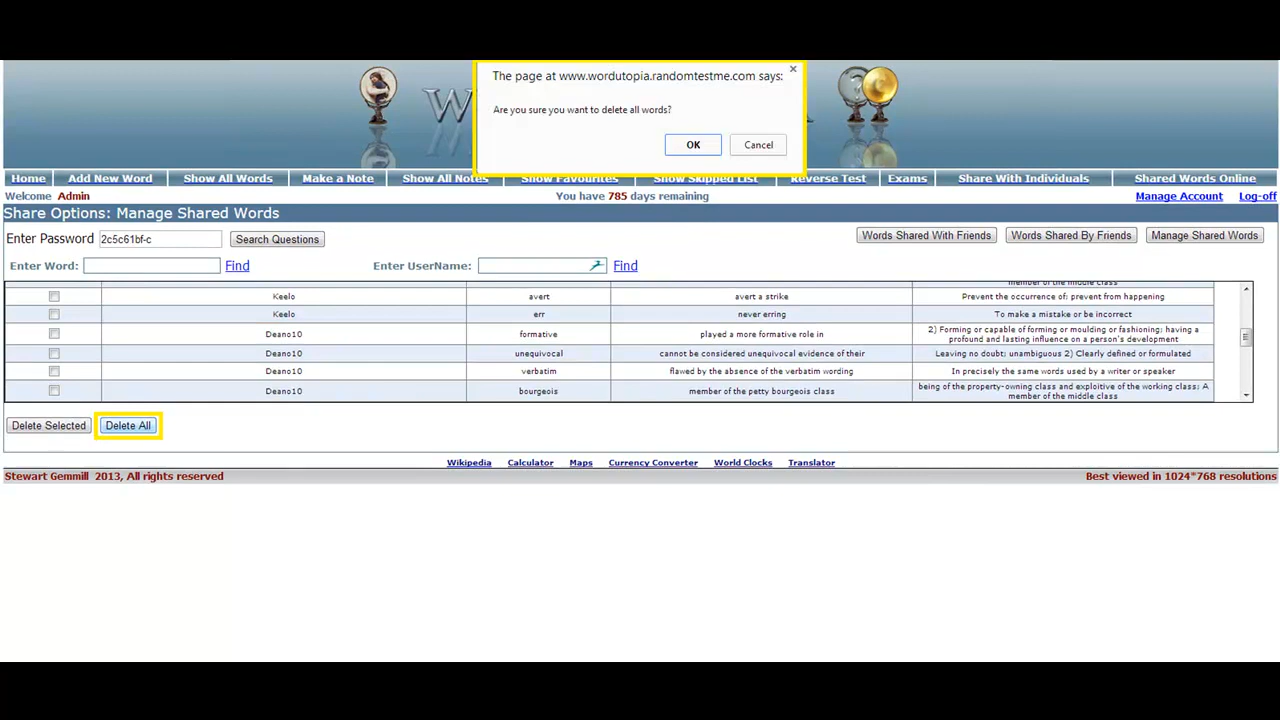 The page at www.wordutopia.randomtestme.com says:
Are you sure you want to delete all words?
OK Cancel
Home Add New Word Show All Words Make a Note Show All Notes Show Favourites Show Skipped List Reverse Test Exams Share With Individuals Shared Words Online
Welcome Admin You have 785 days remaining Manage Account Log-off
Share Options: Manage Shared Words
Enter Password 2c5c61bf-c Search Questions Words Shared With Friends Words Shared By Friends Manage Shared Words
Enter Word: Find Enter UserName: Find
member of the middle class
Keelo avert avert a strike Prevent the occurrence of; prevent from happening
Keelo err never erring To make a mistake or be incorrect
Deano10 formative played a more formative role in 2) Forming or capable of forming or moulding or fashioning; having a
profound and lasting influence on a person's development
Deano10 unequivocal cannot be considered unequivocal evidence of their Leaving no doubt; unambiguous 2) Clearly defined or formulated
Deano10 verbatim flawed by the absence of the verbatim wording In precisely the same words used by a writer or speaker
Deano10 bourgeois member of the petty bourgeois class being of the property-owning class and exploitive of the working class; A
member of the middle class
Delete Selected Delete All
Wikipedia Calculator Maps Currency Converter World Clocks Translator
Stewart Gemmill 2013, All rights reserved Best viewed in 1024*768 resolutions